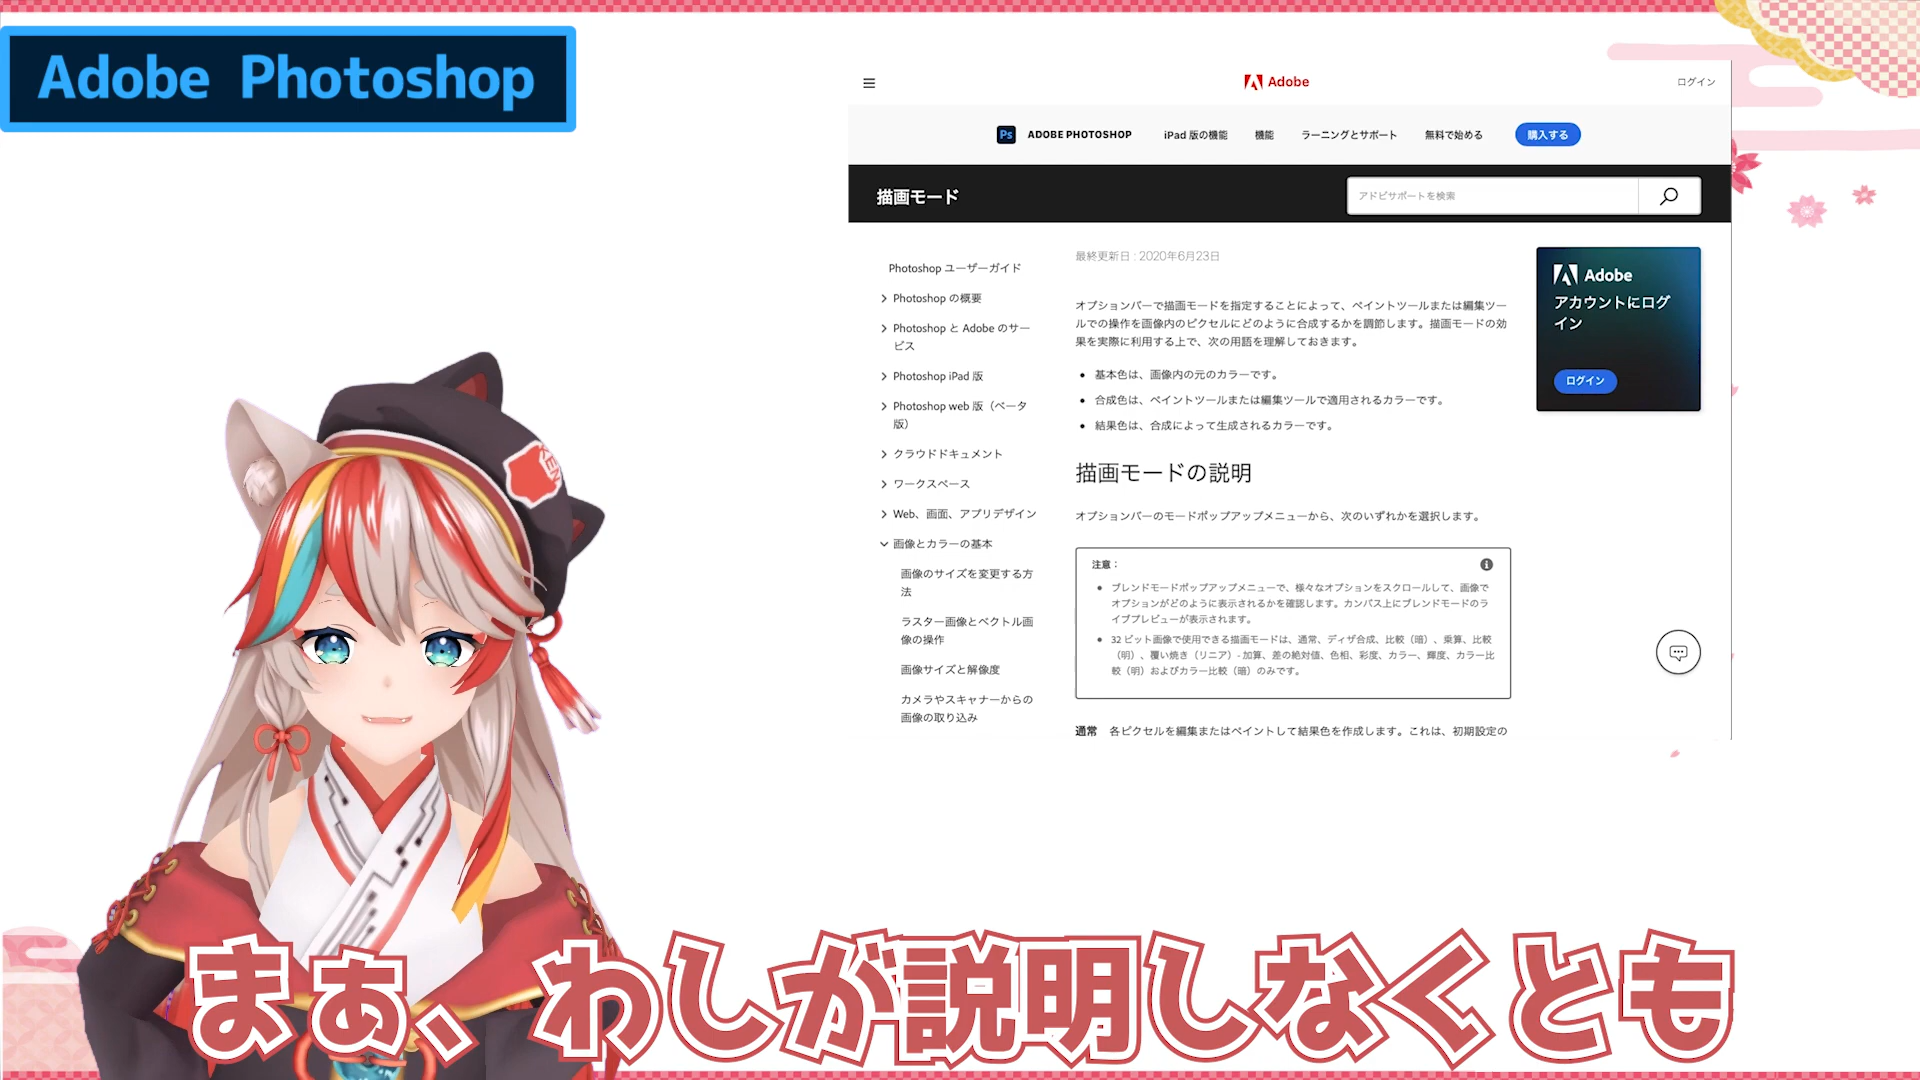 Adobe Photoshop
Adobe
ログイン
Ps ADOBE PHOTOSHOP iPad 版の機能 機能 ラーニングとサポート 無料で始める 購入する
描画モード
アドビサポートを検索
Photoshop ユーザーガイド
Photoshop の概要
Photoshop と Adobe のサー
ビス
Photoshop iPad 版
Photoshop web 版（ベータ
版）
クラウドドキュメント
ワークスペース
Web、画面、アプリデザイン
画像とカラーの基本
画像のサイズを変更する方
法
ラスター画像とベクトル画
像の操作
画像サイズと解像度
カメラやスキャナーからの
画像の取り込み
最終更新日 : 2020年6月23日
オプションバーで描画モードを指定することによって、ペイントツールまたは編集ツー
ルでの操作を画像内のピクセルにどのように合成するかを調節します。描画モードの効
果を実際に利用する上で、次の用語を理解しておきます。
基本色は、画像内の元のカラーです。
合成色は、ペイントツールまたは編集ツールで適用されるカラーです。
結果色は、合成によって生成されるカラーです。
描画モードの説明
オプションバーのモードポップアップメニューから、次のいずれかを選択します。
注意：
ブレンドモードポップアップメニューで、様々なオプションをスクロールして、画像で
オプションがどのように表示されるかを確認します。カンバス上にブレンドモードのラ
イブプレビューが表示されます。
32 ビット画像で使用できる描画モードは、通常、ディザ合成、比較（暗）、乗算、比較
（明）、覆い焼き（リニア）- 加算、差の絶対値、色相、彩度、カラー、輝度、カラー比
較（明）およびカラー比較（暗）のみです。
通常 各ピクセルを編集またはペイントして結果色を作成します。これは、初期設定の
Adobe
アカウントにログ
イン
ログイン
まぁ、わしが説明しなくとも